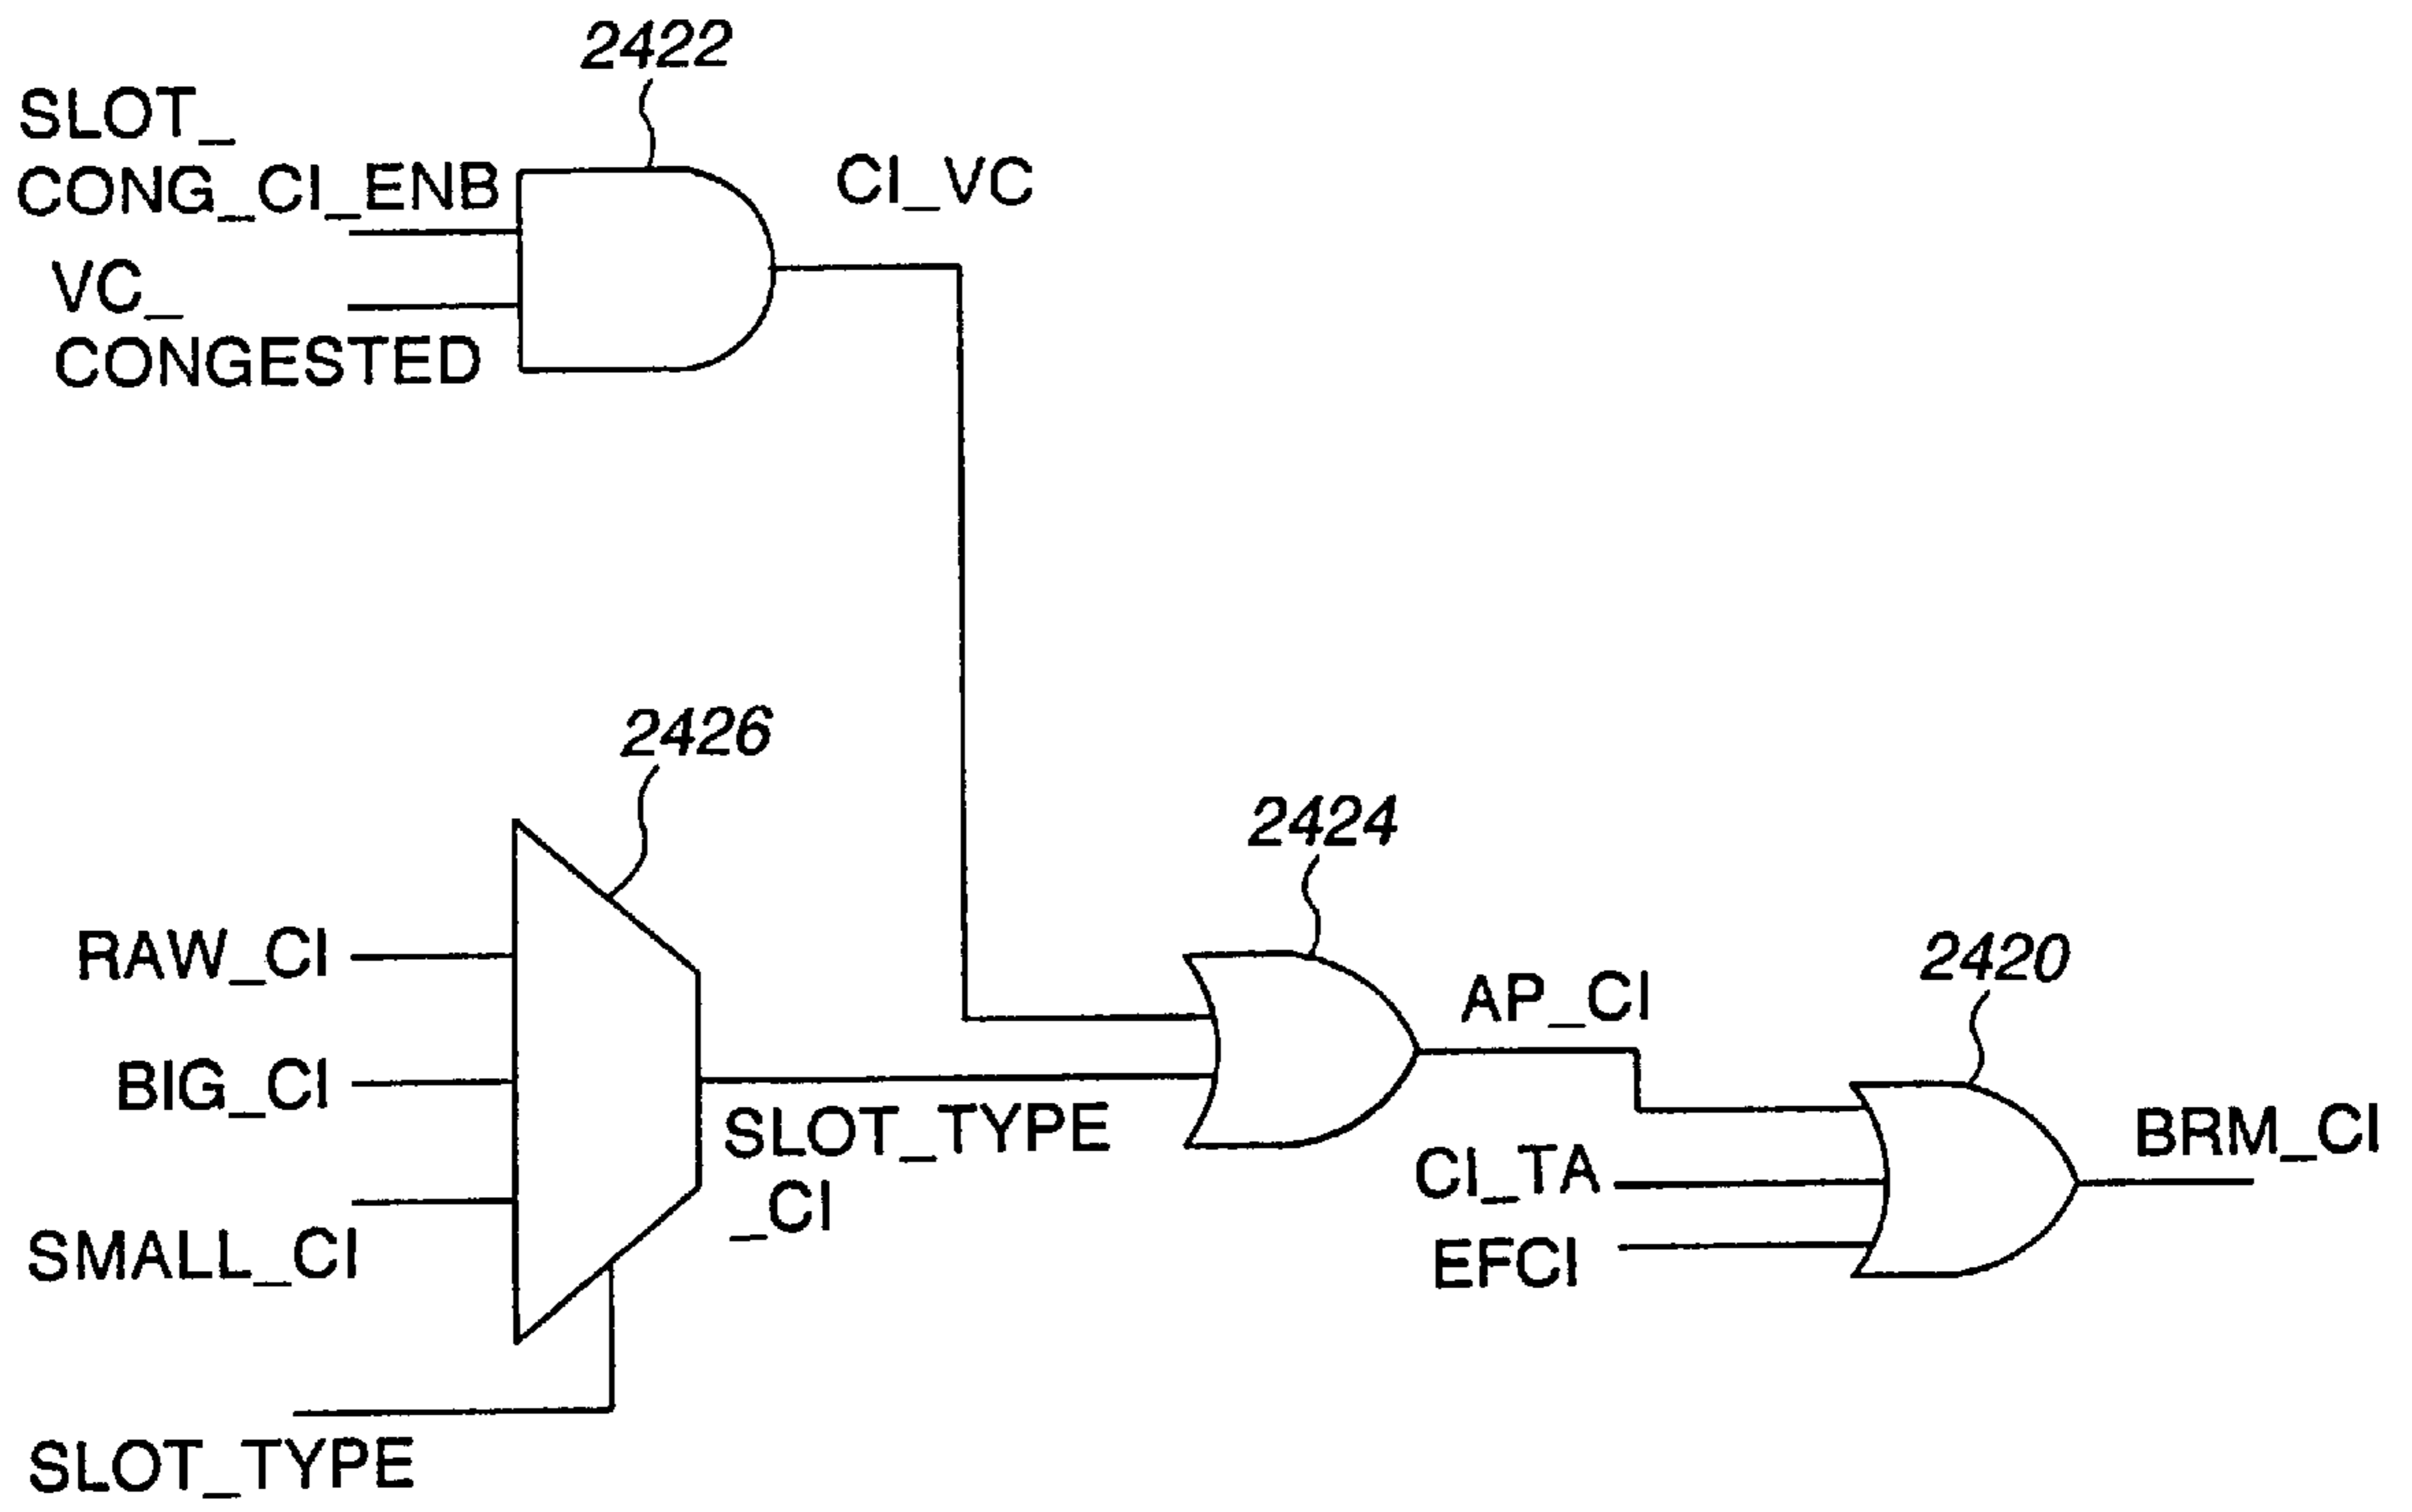 2422
SLOT_
CONG_CI_ENB
CI_VC
VC_
CONGESTED
2426
2424
RAW_CI
2420
AP_CI
BIG_CI
SLOT_TYPE
_CI
BRM_CI
CI_TA
SMALL_CI
EFCI
SLOT_TYPE